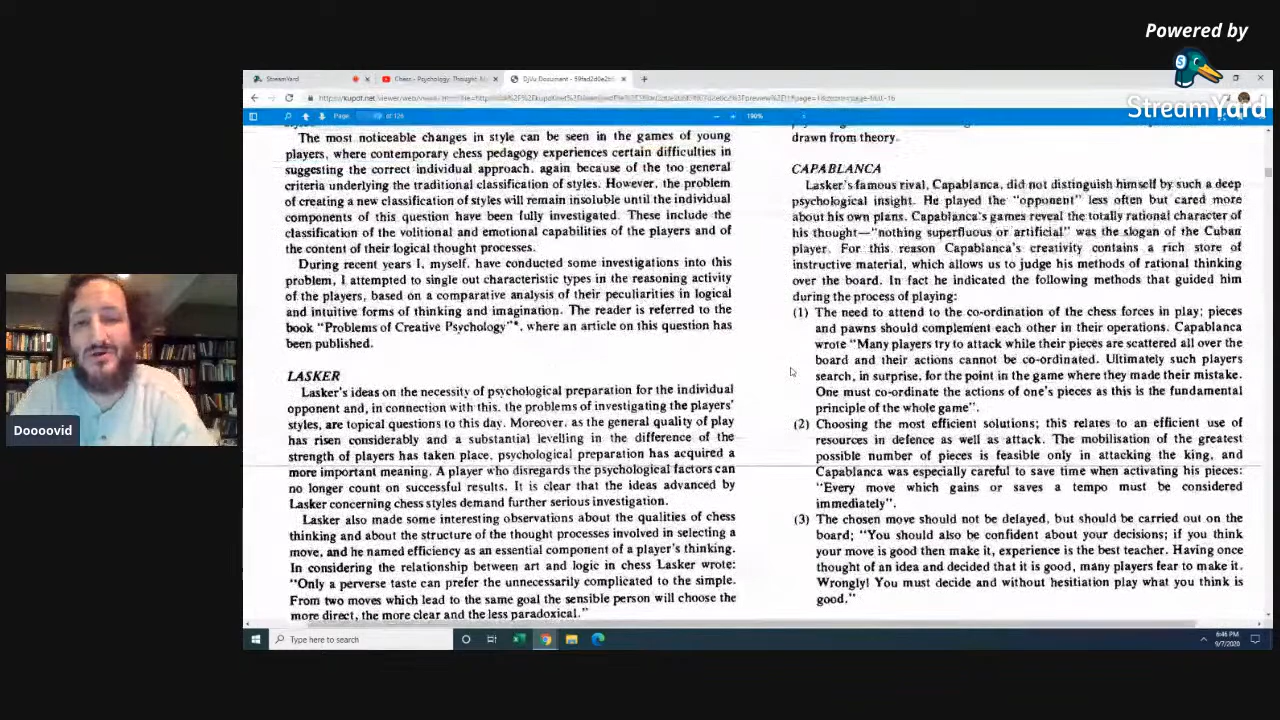 Powered by
StreamYard
StreamYard
Chess - Psychology, Thought
DjVu Document -
Page
of 126
190%
The most noticeable changes in style can be seen in the games of young
players, where contemporary chess pedagogy experiences certain difficulties in
suggesting the correct individual approach, again because of the too general
criteria underlying the traditional classification of styles. However, the problem
of creating a new classification of styles will remain insoluble until the individual
components of this question have been fully investigated. These include the
classification of the volitional and emotional capabilities of the players and of
the content of their logical thought processes.
During recent years I, myself, have conducted some investigations into this
problem, I attempted to single out characteristic types in the reasoning activity
of the players, based on a comparative analysis of their peculiarities in logical
and intuitive forms of thinking and imagination. The reader is referred to the
book "Problems of Creative Psychology"*, where an article on this question has
been published.
LASKER
Lasker's ideas on the necessity of psychological preparation for the individual
opponent and, in connection with this, the problems of investigating the players'
styles, are topical questions to this day. Moreover, as the general quality of play
has risen considerably and a substantial levelling in the difference of the
strength of players has taken place, psychological preparation has acquired a
more important meaning. A player who disregards the psychological factors can
no longer count on successful results. It is clear that the ideas advanced by
Lasker concerning chess styles demand further serious investigation.
Lasker also made some interesting observations about the qualities of chess
thinking and about the structure of the thought processes involved in selecting a
move, and he named efficiency as an essential component of a player's thinking.
In considering the relationship between art and logic in chess Lasker wrote:
"Only a perverse taste can prefer the unnecessarily complicated to the simple.
From two moves which lead to the same goal the sensible person will choose the
more direct, the more clear and the less paradoxical."
drawn from theory.
CAPABLANCA
Lasker's famous rival, Capablanca, did not distinguish himself by such a deep
psychological insight. He played the "opponent" less often but cared more
about his own plans. Capablanca's games reveal the totally rational character of
his thought—"nothing superfluous or artificial" was the slogan of the Cuban
player. For this reason Capablanca's creativity contains a rich store of
instructive material, which allows us to judge his methods of rational thinking
over the board. In fact he indicated the following methods that guided him
during the process of playing:
(1) The need to attend to the co-ordination of the chess forces in play; pieces
and pawns should complement each other in their operations. Capablanca
wrote "Many players try to attack while their pieces are scattered all over the
board and their actions cannot be co-ordinated. Ultimately such players
search, in surprise, for the point in the game where they made their mistake.
One must co-ordinate the actions of one's pieces as this is the fundamental
principle of the whole game".
(2) Choosing the most efficient solutions; this relates to an efficient use of
resources in defence as well as attack. The mobilisation of the greatest
possible number of pieces is feasible only in attacking the king, and
Capablanca was especially careful to save time when activating his pieces:
"Every move which gains or saves a tempo must be considered
immediately".
(3) The chosen move should not be delayed, but should be carried out on the
board; "You should also be confident about your decisions; if you think
your move is good then make it, experience is the best teacher. Having once
thought of an idea and decided that it is good, many players fear to make it.
Wrongly! You must decide and without hesitiation play what you think is
good."
Doooovid
Type here to search
6:46 PM
9/7/2020